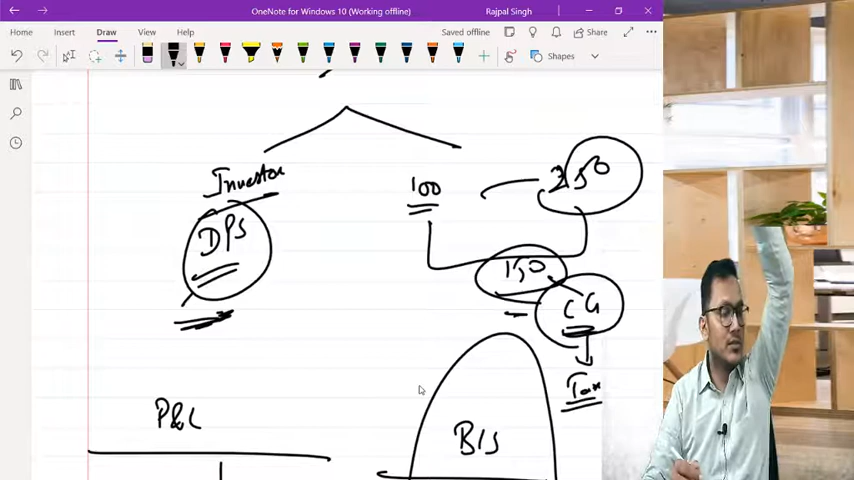 OneNote for Windows 10 (Working offline)
Rajpal Singh
Home Insert Draw View Help
Saved offline
Share
Shapes
Investor
100
250
DPS
150
CG
Tax
P&L
B/S